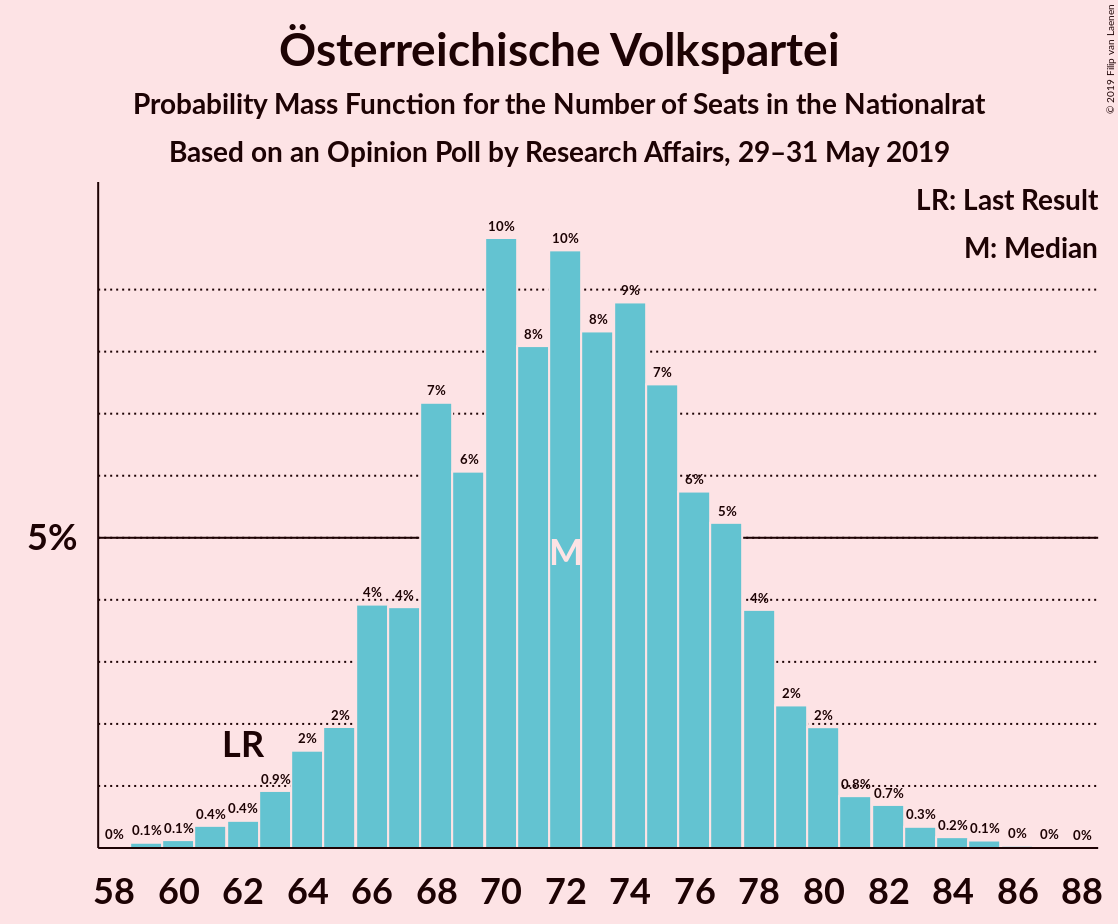 Österreichische Volkspartei
Probability Mass Function for the Number of Seats in the Nationalrat
Based on an Opinion Poll by Research Affairs, 29–31 May 2019
© 2019 Filip van Laenen
LR: Last Result
M: Median
5%
0% 0.1% 0.1% 0.4% 0.4% 0.9% 2% 2% 4% 4% 7% 6% 10% 8% 10% 8% 9% 7% 6% 5% 4% 2% 2% 0.8% 0.7% 0.3% 0.2% 0.1% 0% 0% 0%
LR
M
58 60 62 64 66 68 70 72 74 76 78 80 82 84 86 88